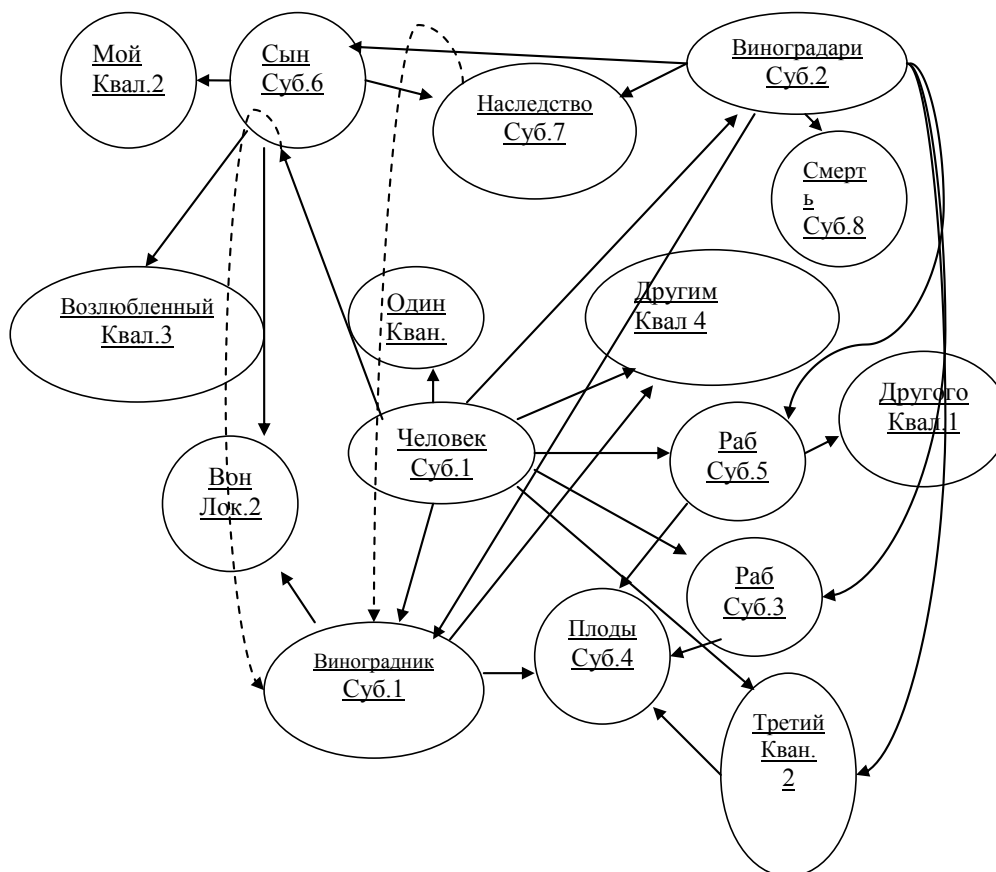 Мой
Квал.2
Сын
Суб.6
Виноградари
Суб.2
Наследство
Суб.7
Смерт
ь
Суб.8
Возлюбленный
Квал.3
Один
Кван.
Другим
Квал 4
Другого
Квал.1
Человек
Суб.1
Раб
Суб.5
Вон
Лок.2
Раб
Суб.3
Плоды
Суб.4
Виноградник
Суб.1
Третий
Кван.
2